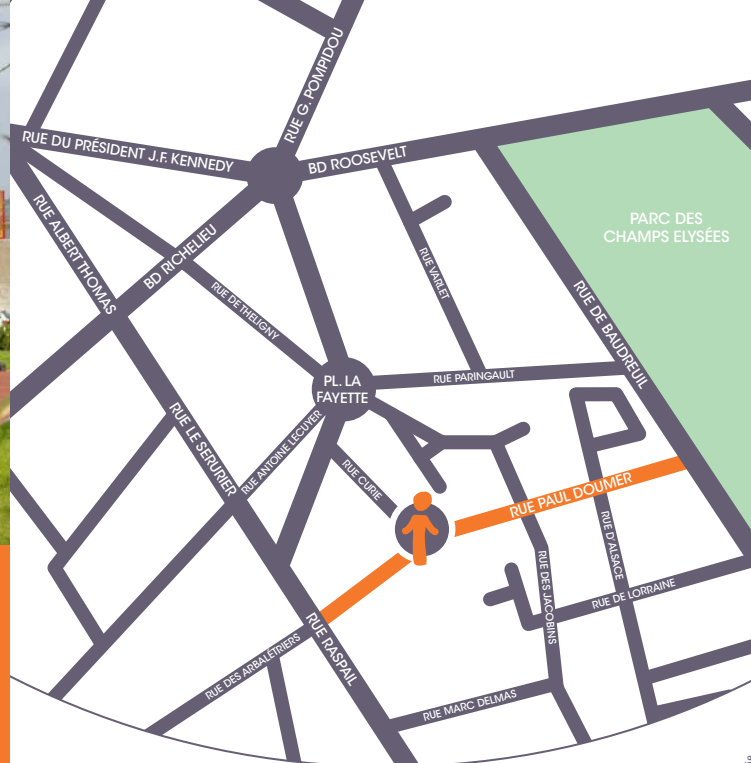 RUE G. POMPIDOU
RUE DU PRÉSIDENT J.F. KENNEDY
BD ROOSEVELT
RUE ALBERT THOMAS
BD RICHELIEU
RUE VARLET
PARC DES
CHAMPS ELYSÉES
RUE DE THELIGNY
RUE DE BAUDREUIL
PL. LA
FAYETTE
RUE PARINGAULT
RUE LE SERURIER
RUE ANTOINE LECUYER
RUE CURIE
RUE PAUL DOUMER
RUE D'ALSACE
RUE DES JACOBINS
RUE DE LORRAINE
RUE RASPAIL
RUE DES ARBALÉTRIERS
RUE MARC DELMAS